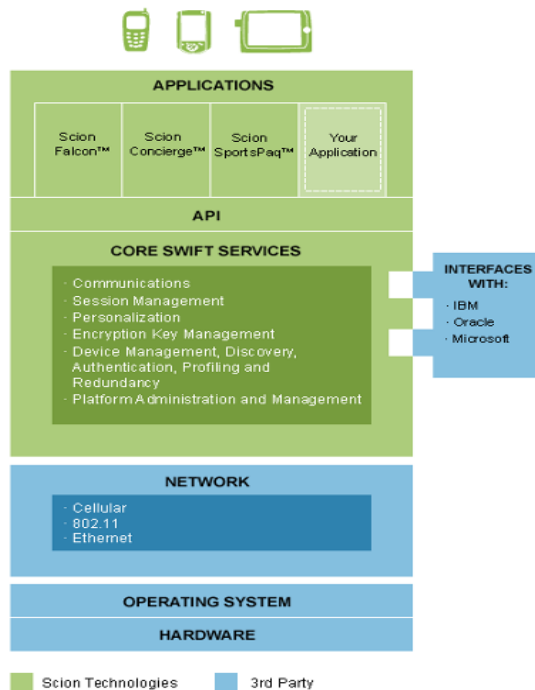 APPLICATIONS
Scion
Falcon™
Scion
Concierge™
Scion
SportsPaq™
Your
Application
API
CORE SWIFT SERVICES
· Communications
· Session Management
· Personalization
· Encryption Key Management
· Device Management, Discovery,
Authentication, Profiling and
Redundancy
· Platform Administration and Management
INTERFACES
WITH:
· IBM
· Oracle
· Microsoft
NETWORK
· Cellular
· 802.11
· Ethernet
OPERATING SYSTEM
HARDWARE
Scion Technologies
3rd Party